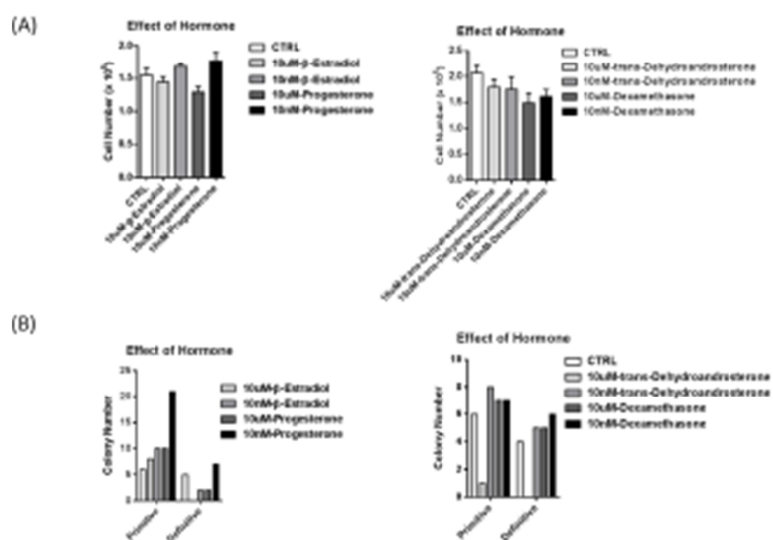 (A)
Effect of Hormone
Cell Number (× 10⁵)
2.0
1.5
1.0
0.5
0.0
CTRL
10uM-β-Estradiol
10nM-β-Estradiol
10uM-Progesterone
10nM-Progesterone
CTRL
10uM-β-Estradiol
10nM-β-Estradiol
10uM-Progesterone
10nM-Progesterone
Effect of Hormone
2.5
2.0
1.5
1.0
0.5
0.0
CTRL
10uM-trans-Dehydroandrosterone
10nM-trans-Dehydroandrosterone
10uM-Dexamethasone
10nM-Dexamethasone
CTRL
10uM-trans-Dehydroandrosterone
10nM-trans-Dehydroandrosterone
10uM-Dexamethasone
10nM-Dexamethasone
(B)
Effect of Hormone
Colony Number
25
20
15
10
5
0
Primitive
Definitive
10uM-β-Estradiol
10nM-β-Estradiol
10uM-Progesterone
10nM-Progesterone
Effect of Hormone
Colony Number
8
6
4
2
0
Primitive
Definitive
CTRL
10uM-trans-Dehydroandrosterone
10nM-trans-Dehydroandrosterone
10uM-Dexamethasone
10nM-Dexamethasone